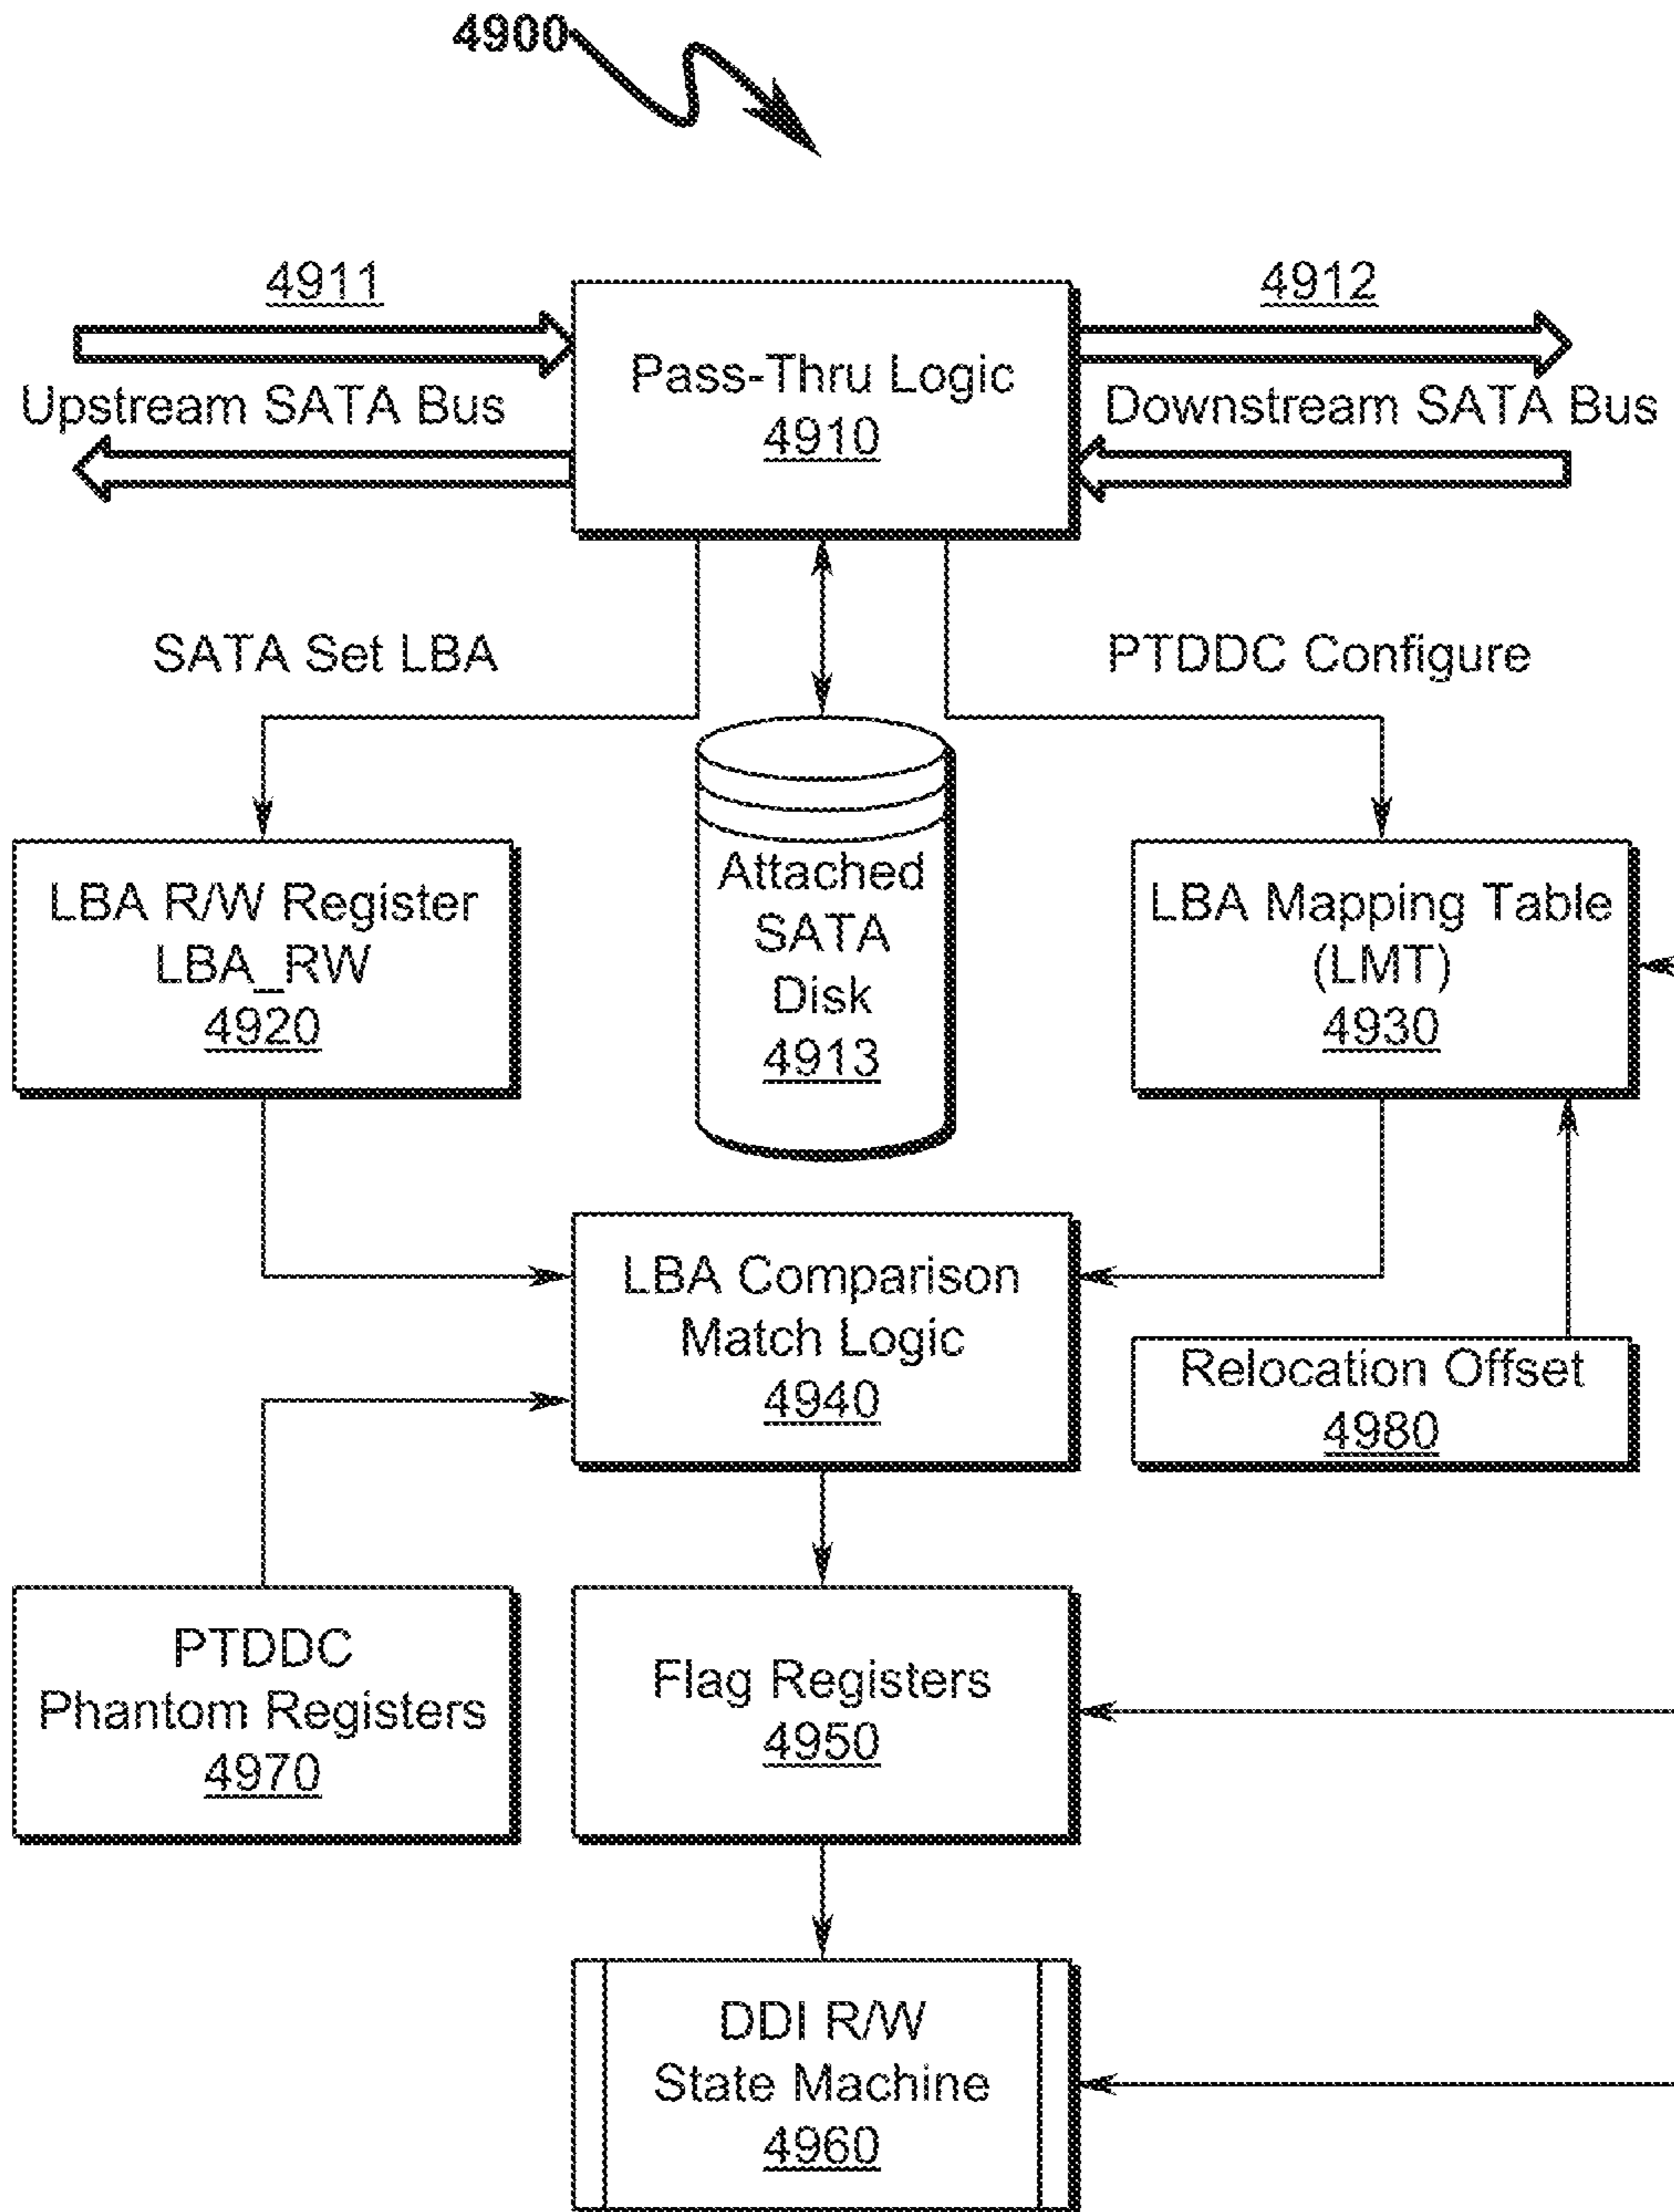 4900
4911
4912
Upstream SATA Bus
Pass-Thru Logic
4910
Downstream SATA Bus
SATA Set LBA
PTDDC Configure
LBA R/W Register
LBA_RW
4920
Attached
SATA
Disk
4913
LBA Mapping Table
(LMT)
4930
LBA Comparison
Match Logic
4940
Relocation Offset
4980
PTDDC
Phantom Registers
4970
Flag Registers
4950
DDI R/W
State Machine
4960